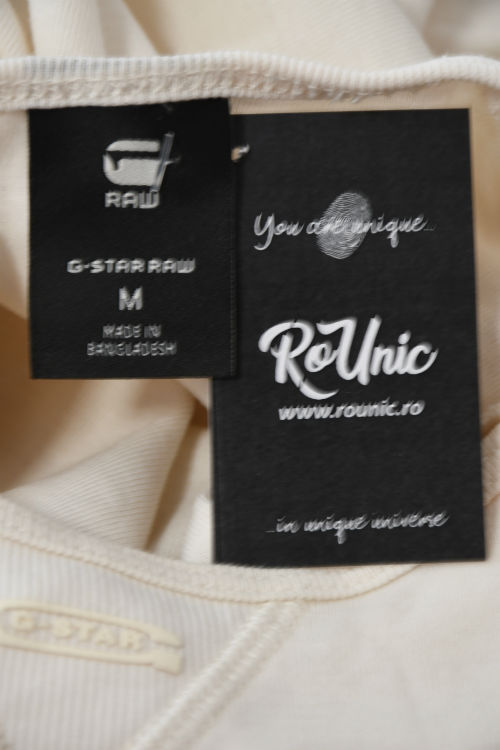 RAW
G-STAR RAW
M
MADE IN
BANGLADESH
You are unique...
RoUnic
www.rounic.ro
...in unique universe
G-STAR